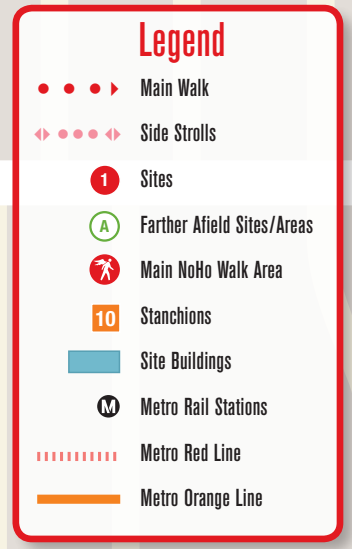 Legend
Main Walk
Side Strolls
1 Sites
A Farther Afield Sites/Areas
Main NoHo Walk Area
10 Stanchions
Site Buildings
M Metro Rail Stations
Metro Red Line
Metro Orange Line